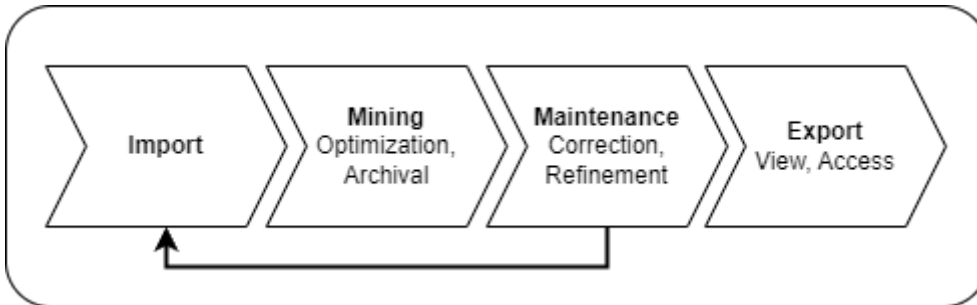 Import
Mining
Optimization,
Archival
Maintenance
Correction,
Refinement
Export
View, Access